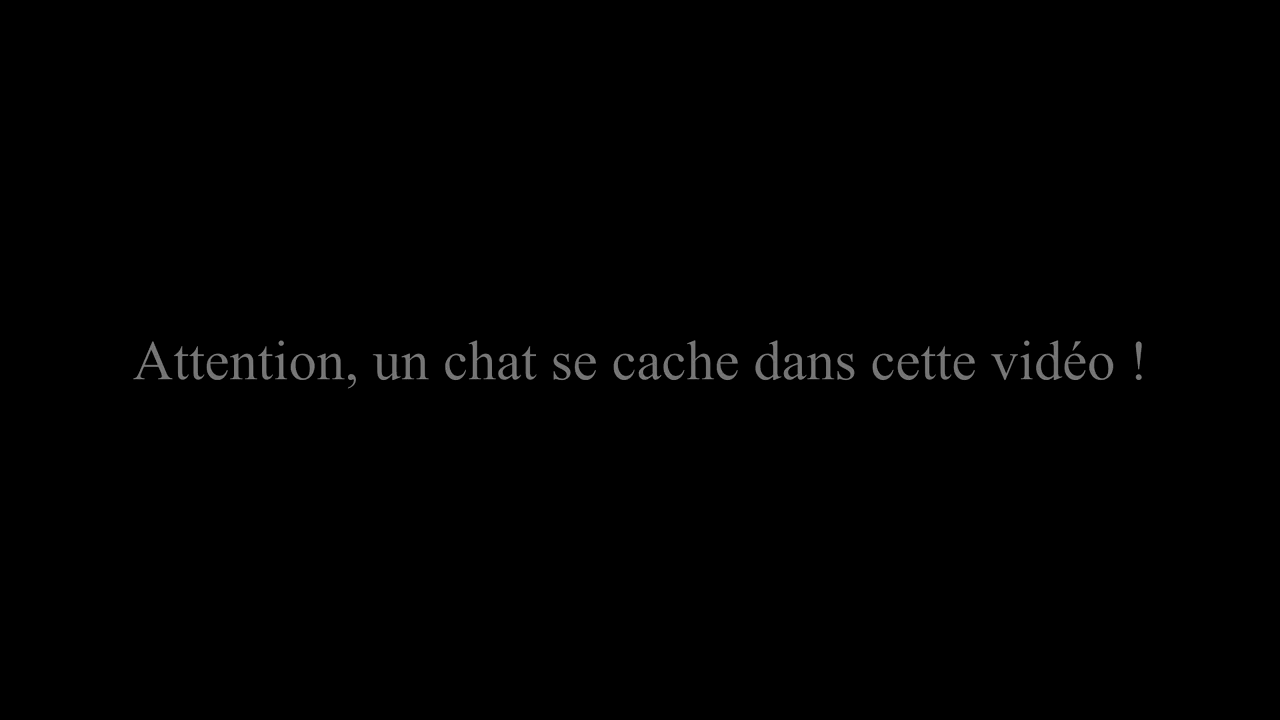 Attention, un chat se cache dans cette vidéo !